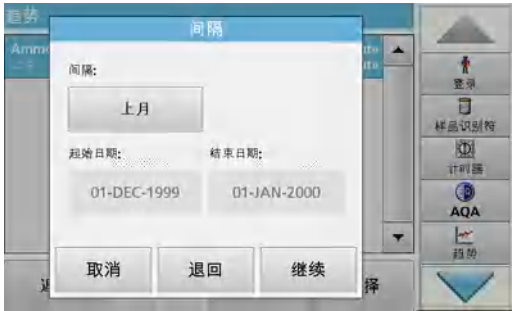 趋势
间隔
Amm
间隔:
上月
起始日期: 结束日期:
01-DEC-1999 01-JAN-2000
取消 退回 继续
择
登录
样品识别符
计时器
AQA
趋势